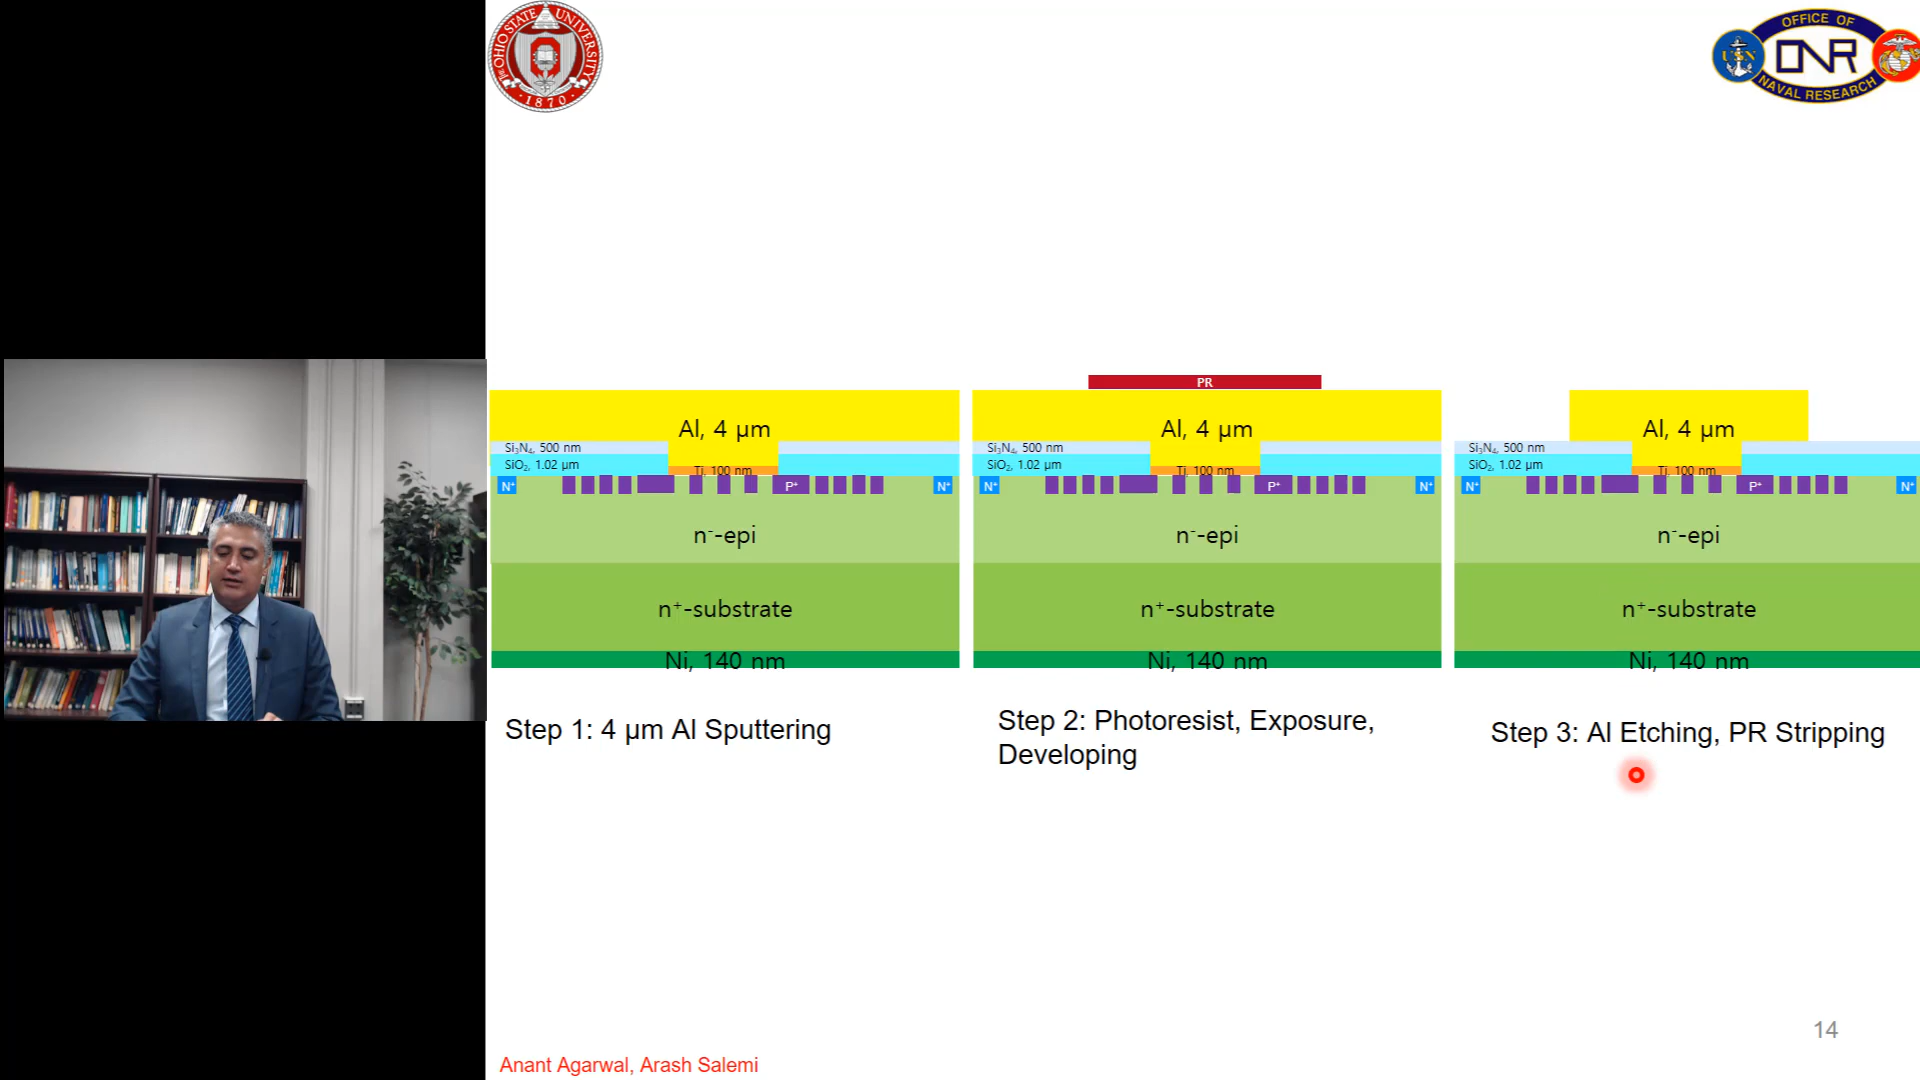 THE OHIO STATE UNIVERSITY
· 1870 ·
OFFICE OF
USN
ONR
NAVAL RESEARCH
Al, 4 µm
Si₃N₄, 500 nm
SiO₂, 1.02 µm
Ti, 100 nm
N⁺
P⁺
N⁺
n⁻-epi
n⁺-substrate
Ni, 140 nm
Step 1: 4 µm Al Sputtering
PR
Al, 4 µm
Si₃N₄, 500 nm
SiO₂, 1.02 µm
Ti, 100 nm
N⁺
P⁺
N⁺
n⁻-epi
n⁺-substrate
Ni, 140 nm
Step 2: Photoresist, Exposure,
Developing
Al, 4 µm
Si₃N₄, 500 nm
SiO₂, 1.02 µm
Ti, 100 nm
N⁺
P⁺
N⁺
n⁻-epi
n⁺-substrate
Ni, 140 nm
Step 3: Al Etching, PR Stripping
14
Anant Agarwal, Arash Salemi